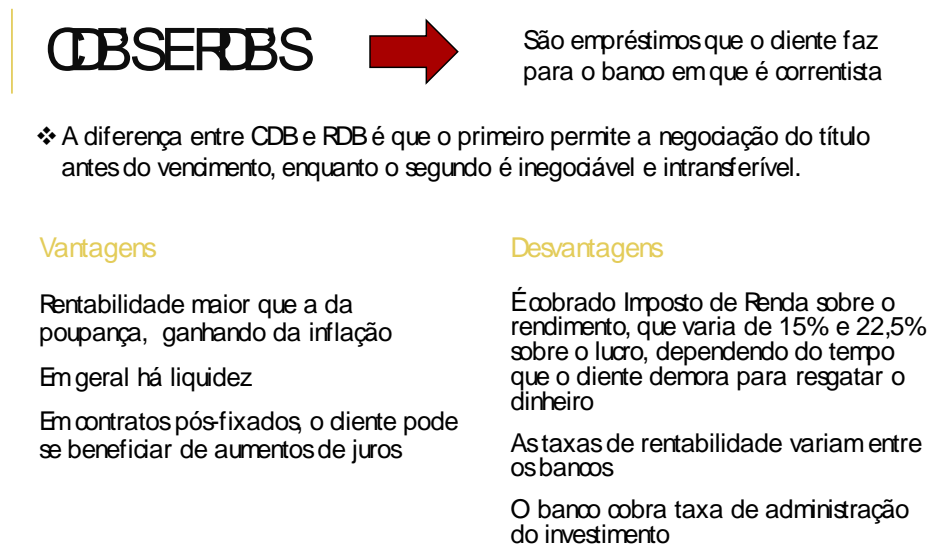 CDB'S E RDB'S
São empréstimos que o cliente faz
para o banco em que é correntista
❖ A diferença entre CDB e RDB é que o primeiro permite a negociação do título
antes do vencimento, enquanto o segundo é inegociável e intransferível.
Vantagens
Rentabilidade maior que a da
poupança, ganhando da inflação
Em geral há liquidez
Em contratos pós-fixados, o cliente pode
se beneficiar de aumentos de juros
Desvantagens
É cobrado Imposto de Renda sobre o
rendimento, que varia de 15% e 22,5%
sobre o lucro, dependendo do tempo
que o cliente demora para resgatar o
dinheiro
As taxas de rentabilidade variam entre
os bancos
O banco cobra taxa de administração
do investimento